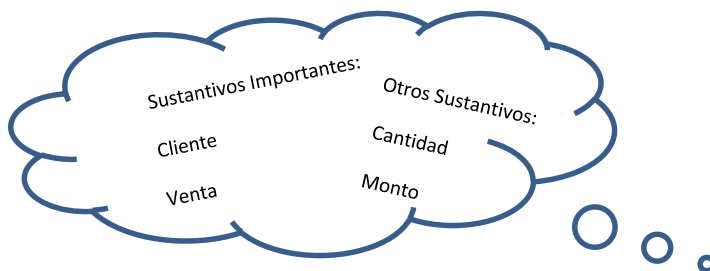 Sustantivos Importantes:
Cliente
Venta
Otros Sustantivos:
Cantidad
Monto